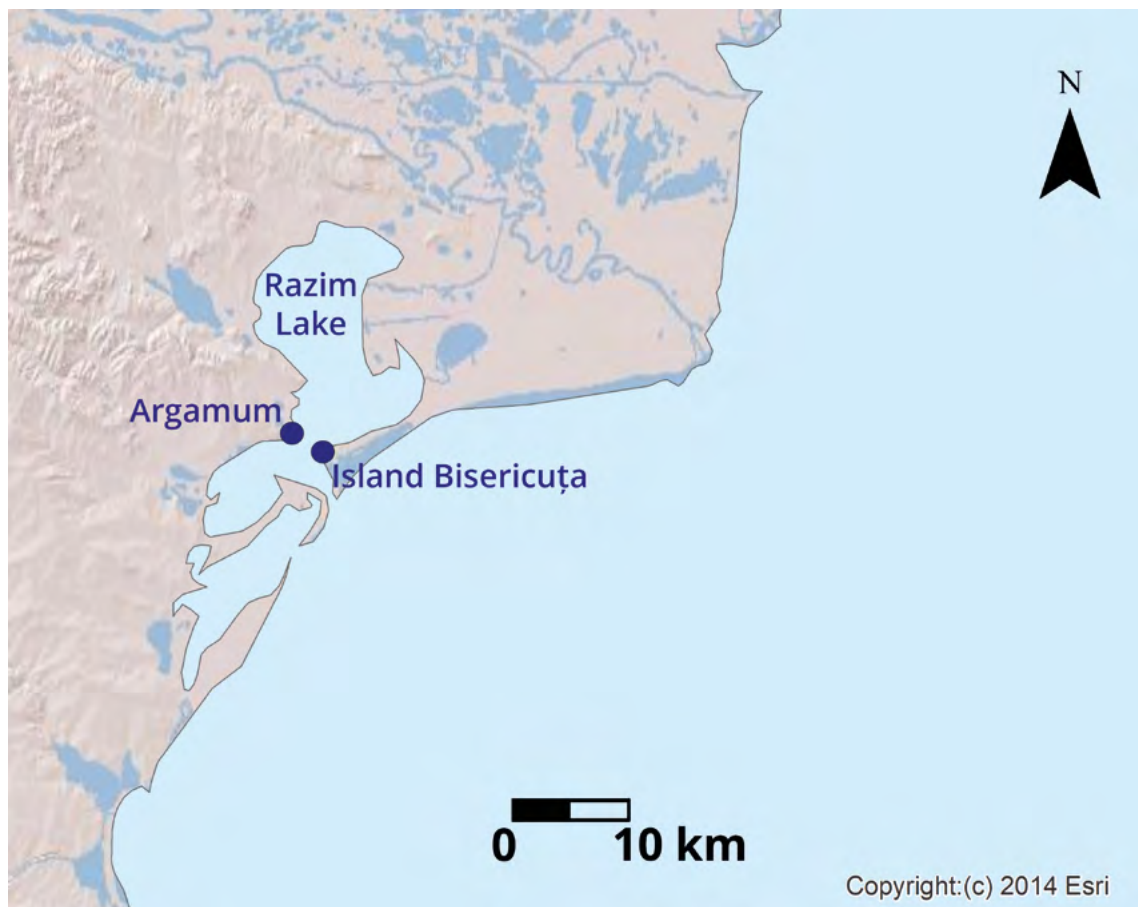 N
Razim
Lake
Argamum
Island Bisericuța
0 10 km
Copyright:(c) 2014 Esri